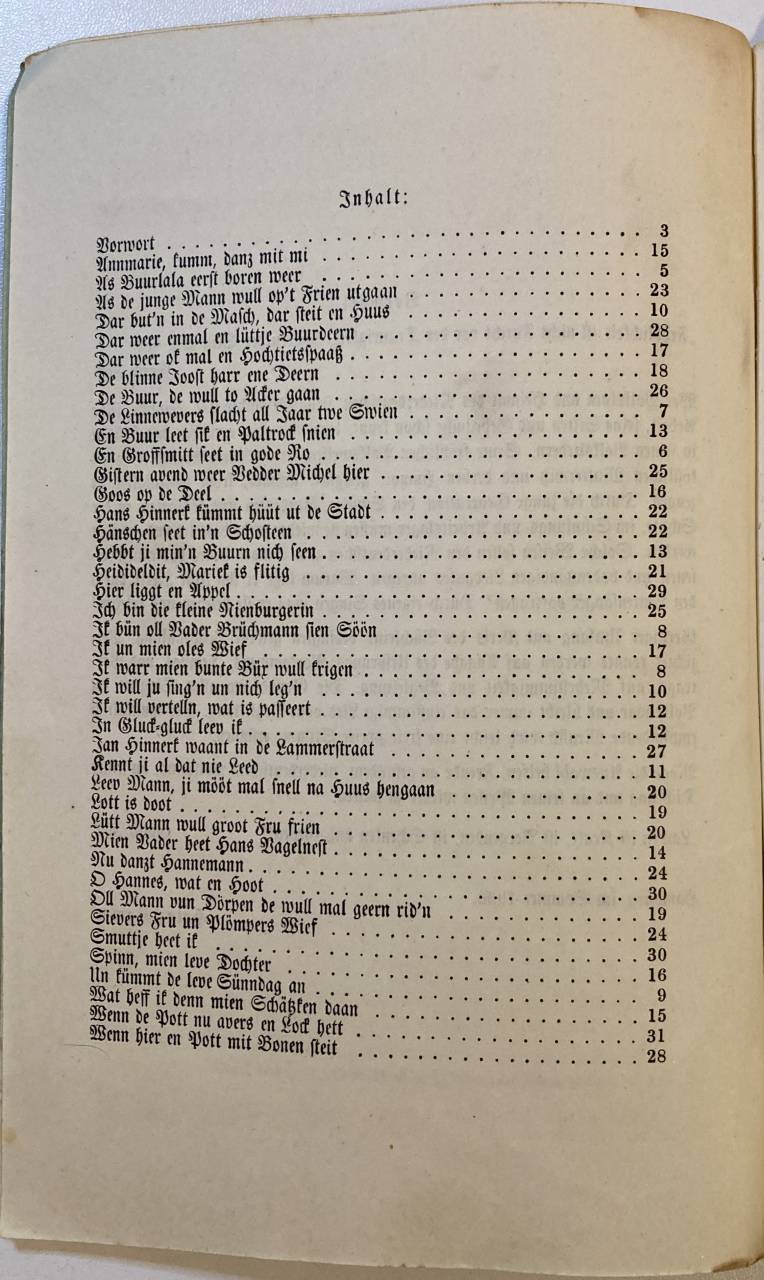 Inhalt:
Vorwort . . . . . . . . . . 3
Annmarie, kumm, danz mit mi . . . . . . . . . . 15
As Buurlala eerst boren weer . . . . . . . . . . 5
As de junge Mann wull op't Frien utgaan . . . . . . . . . . 23
Dar but'n in de Masch, dar steit en Huus . . . . . . . . . . 10
Dar weer enmal en lüttje Buurdeern . . . . . . . . . . 28
Dar weer ok mal en Hochtietsspaaß . . . . . . . . . . 17
De blinne Joost harr ene Deern . . . . . . . . . . 18
De Buur, de wull to Acker gaan . . . . . . . . . . 26
De Linnewevers slacht all Jaar twe Swien . . . . . . . . . . 7
En Buur leet sik en Paltrock snien . . . . . . . . . . 13
En Groffsmitt seet in gode Ro . . . . . . . . . . 6
Gistern avend weer Vedder Michel hier . . . . . . . . . . 25
Goos op de Deel . . . . . . . . . . 16
Hans Hinnerk kümmt hüüt ut de Stadt . . . . . . . . . . 22
Hänschen seet in'n Schosteen . . . . . . . . . . 22
Hebbt ji min'n Buurn nich seen . . . . . . . . . . 13
Heidideldit, Mariek is flitig . . . . . . . . . . 21
Hier liggt en Appel . . . . . . . . . . 29
Ich bin die kleine Nienburgerin . . . . . . . . . . 25
Ik bün oll Vader Brüchmann sien Söön . . . . . . . . . . 8
Ik un mien oles Wief . . . . . . . . . . 17
Ik warr mien bunte Büx wull krigen . . . . . . . . . . 8
Ik will ju sing'n un nich leg'n . . . . . . . . . . 10
Ik will vertelln, wat is passeert . . . . . . . . . . 12
In Gluck-gluck leev ik . . . . . . . . . . 12
Jan Hinnerk waant in de Lammerstraat . . . . . . . . . . 27
Kennt ji al dat nie Leed . . . . . . . . . . 11
Leev Mann, ji mööt mal snell na Huus hengaan . . . . . . . . . . 20
Lott is doot . . . . . . . . . . 19
Lütt Mann wull groot Fru frien . . . . . . . . . . 20
Mien Vader heet Hans Vagelnest . . . . . . . . . . 14
Nu danzt Hannemann . . . . . . . . . . 24
O Hannes, wat en Hoot . . . . . . . . . . 30
Oll Mann vun Dörpen de wull mal geern rid'n . . . . . . . . . . 19
Sievers Fru un Plömpers Wief . . . . . . . . . . 24
Smuttje heet ik . . . . . . . . . . 30
Spinn, mien leve Dochter . . . . . . . . . . 16
Un kümmt de leve Sünndag an . . . . . . . . . . 9
Wat heff ik denn mien Schätzken daan . . . . . . . . . . 15
Wenn de Pott nu avers en Lock hett . . . . . . . . . . 31
Wenn hier en Pott mit Bonen steit . . . . . . . . . . 28